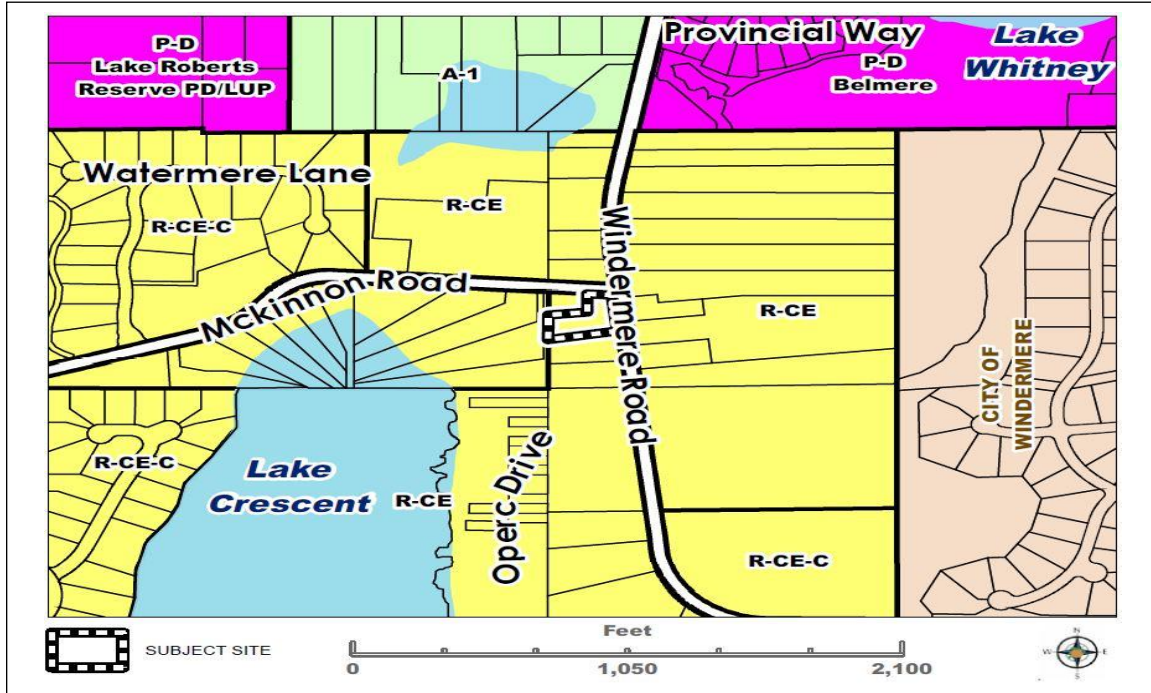 P-D
Lake Roberts
Reserve PD/LUP
A-1
Provincial Way
P-D
Belmere
Lake
Whitney
Watermere Lane
R-CE-C
R-CE
Mckinnon Road
Windermere Road
R-CE
CITY OF
WINDERMERE
R-CE-C
Lake
Crescent
R-CE
Operc Drive
R-CE-C
SUBJECT SITE
Feet
0
1,050
2,100
N
W
E
S